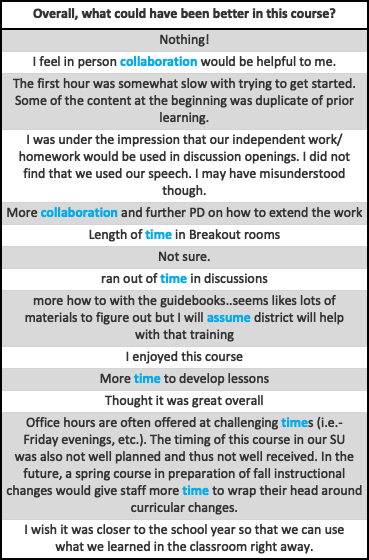 Overall, what could have been better in this course?
Nothing!
I feel in person collaboration would be helpful to me.
The first hour was somewhat slow with trying to get started.
Some of the content at the beginning was duplicate of prior
learning.
I was under the impression that our independent work/
homework would be used in discussion openings. I did not
find that we used our speech. I may have misunderstood
though.
More collaboration and further PD on how to extend the work
Length of time in Breakout rooms
Not sure.
ran out of time in discussions
more how to with the guidebooks..seems likes lots of
materials to figure out but I will assume district will help
with that training
I enjoyed this course
More time to develop lessons
Thought it was great overall
Office hours are often offered at challenging times (i.e.-
Friday evenings, etc.). The timing of this course in our SU
was also not well planned and thus not well received. In the
future, a spring course in preparation of fall instructional
changes would give staff more time to wrap their head around
curricular changes.
I wish it was closer to the school year so that we can use
what we learned in the classroom right away.